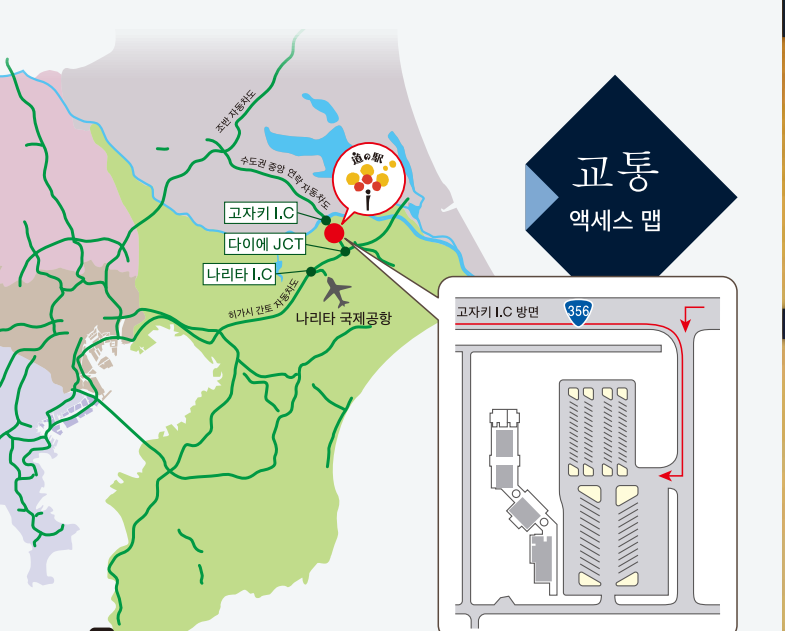 조반 자동차도
수도권 중앙 연락 자동차도
道の駅
고자키 I.C
다이에 JCT
나리타 I.C
히가시 간토 자동차도
나리타 국제공항
교통
액세스 맵
고자키 I.C 방면
356